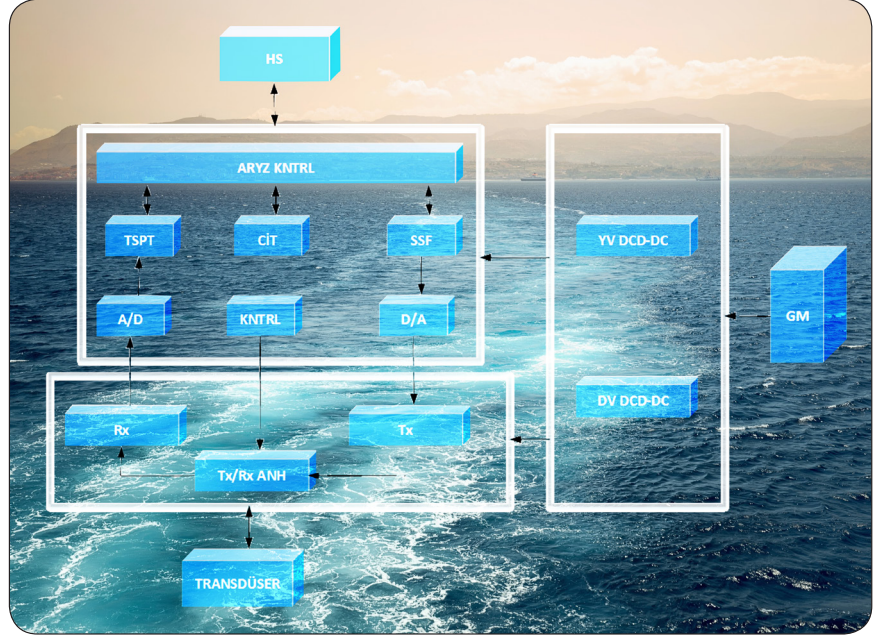 HS
ARYZ KNTRL
TSPT
CİT
SSF
YV DCD-DC
A/D
KNTRL
D/A
GM
Rx
Tx
DV DCD-DC
Tx/Rx ANH
TRANSDÜSER